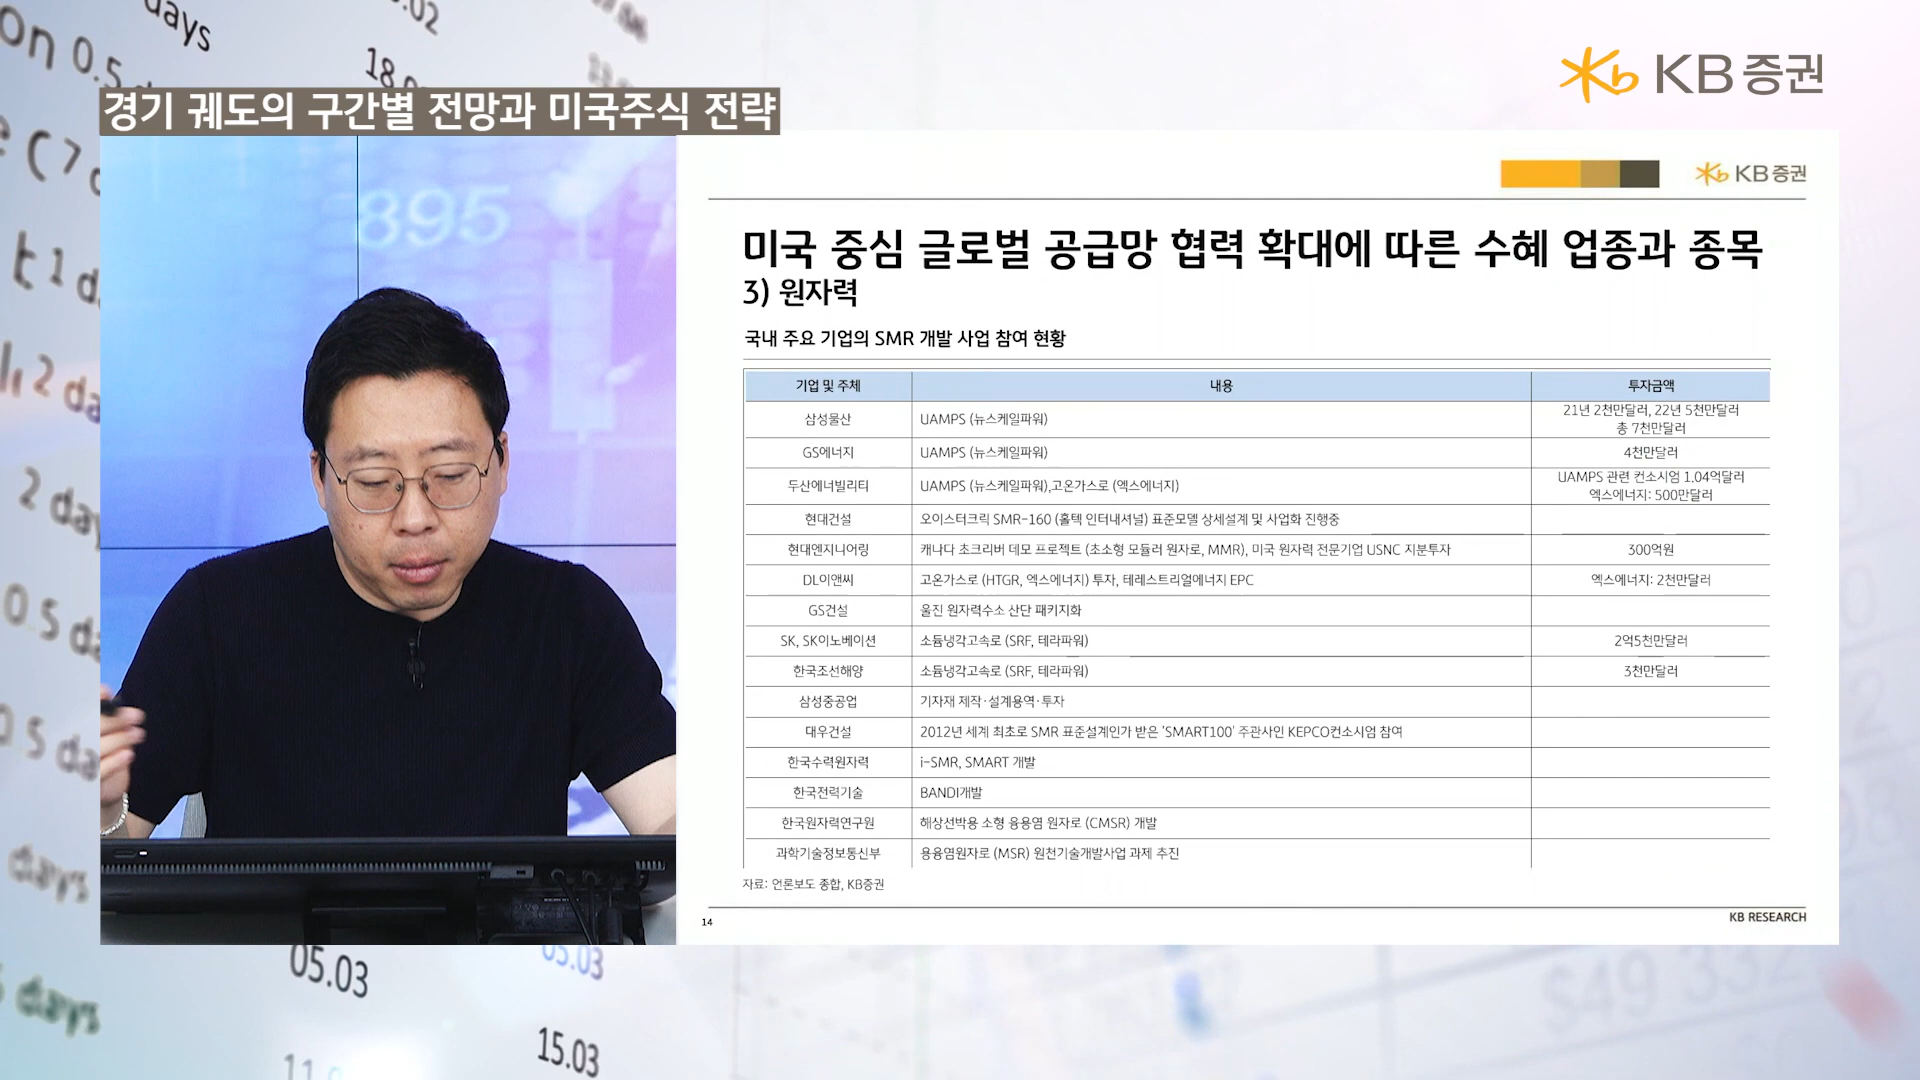 KB 증권
경기 궤도의 구간별 전망과 미국주식 전략
KB 증권
미국 중심 글로벌 공급망 협력 확대에 따른 수혜 업종과 종목
3) 원자력
국내 주요 기업의 SMR 개발 사업 참여 현황
기업 및 주체 내용 투자금액
삼성물산 UAMPS (뉴스케일파워) 21년 2천만달러, 22년 5천만달러
총 7천만달러
GS에너지 UAMPS (뉴스케일파워) 4천만달러
두산에너빌리티 UAMPS (뉴스케일파워),고온가스로 (엑스에너지) UAMPS 관련 컨소시엄 1.04억달러
엑스에너지: 500만달러
현대건설 오이스터크릭 SMR-160 (홀텍 인터내셔널) 표준모델 상세설계 및 사업화 진행중
현대엔지니어링 캐나다 초크리버 데모 프로젝트 (초소형 모듈러 원자로, MMR), 미국 원자력 전문기업 USNC 지분투자 300억원
DL이앤씨 고온가스로 (HTGR, 엑스에너지) 투자, 테레스트리얼에너지 EPC 엑스에너지: 2천만달러
GS건설 울진 원자력수소 산단 패키지화
SK, SK이노베이션 소듐냉각고속로 (SRF, 테라파워) 2억5천만달러
한국조선해양 소듐냉각고속로 (SRF, 테라파워) 3천만달러
삼성중공업 기자재 제작·설계용역·투자
대우건설 2012년 세계 최초로 SMR 표준설계인가 받은 'SMART100' 주관사인 KEPCO컨소시엄 참여
한국수력원자력 i-SMR, SMART 개발
한국전력기술 BANDI개발
한국원자력연구원 해상선박용 소형 용융염 원자로 (CMSR) 개발
과학기술정보통신부 용융염원자로 (MSR) 원천기술개발사업 과제 추진
자료: 언론보도 종합, KB증권
14
KB RESEARCH
895
days
on 0.5
2 days
05.03
05.03
15.03
days
days
$49